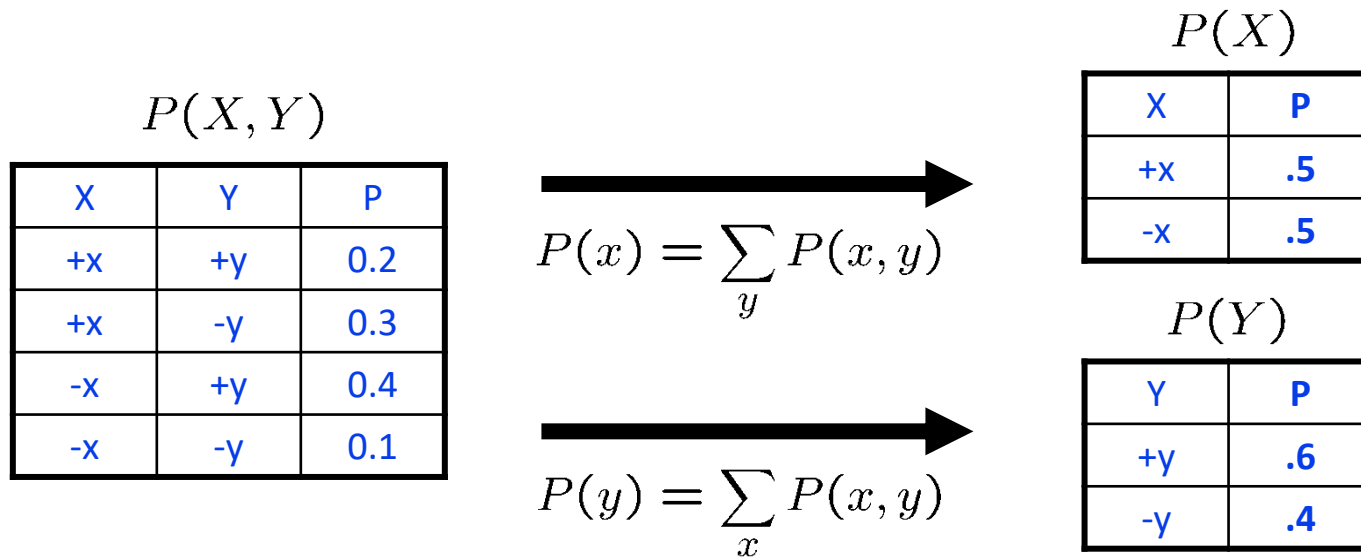 P(X, Y)
X Y P
+x +y 0.2
+x -y 0.3
-x +y 0.4
-x -y 0.1
P(x) = ∑_y P(x, y)
P(y) = ∑_x P(x, y)
P(X)
X P
+x .5
-x .5
P(Y)
Y P
+y .6
-y .4